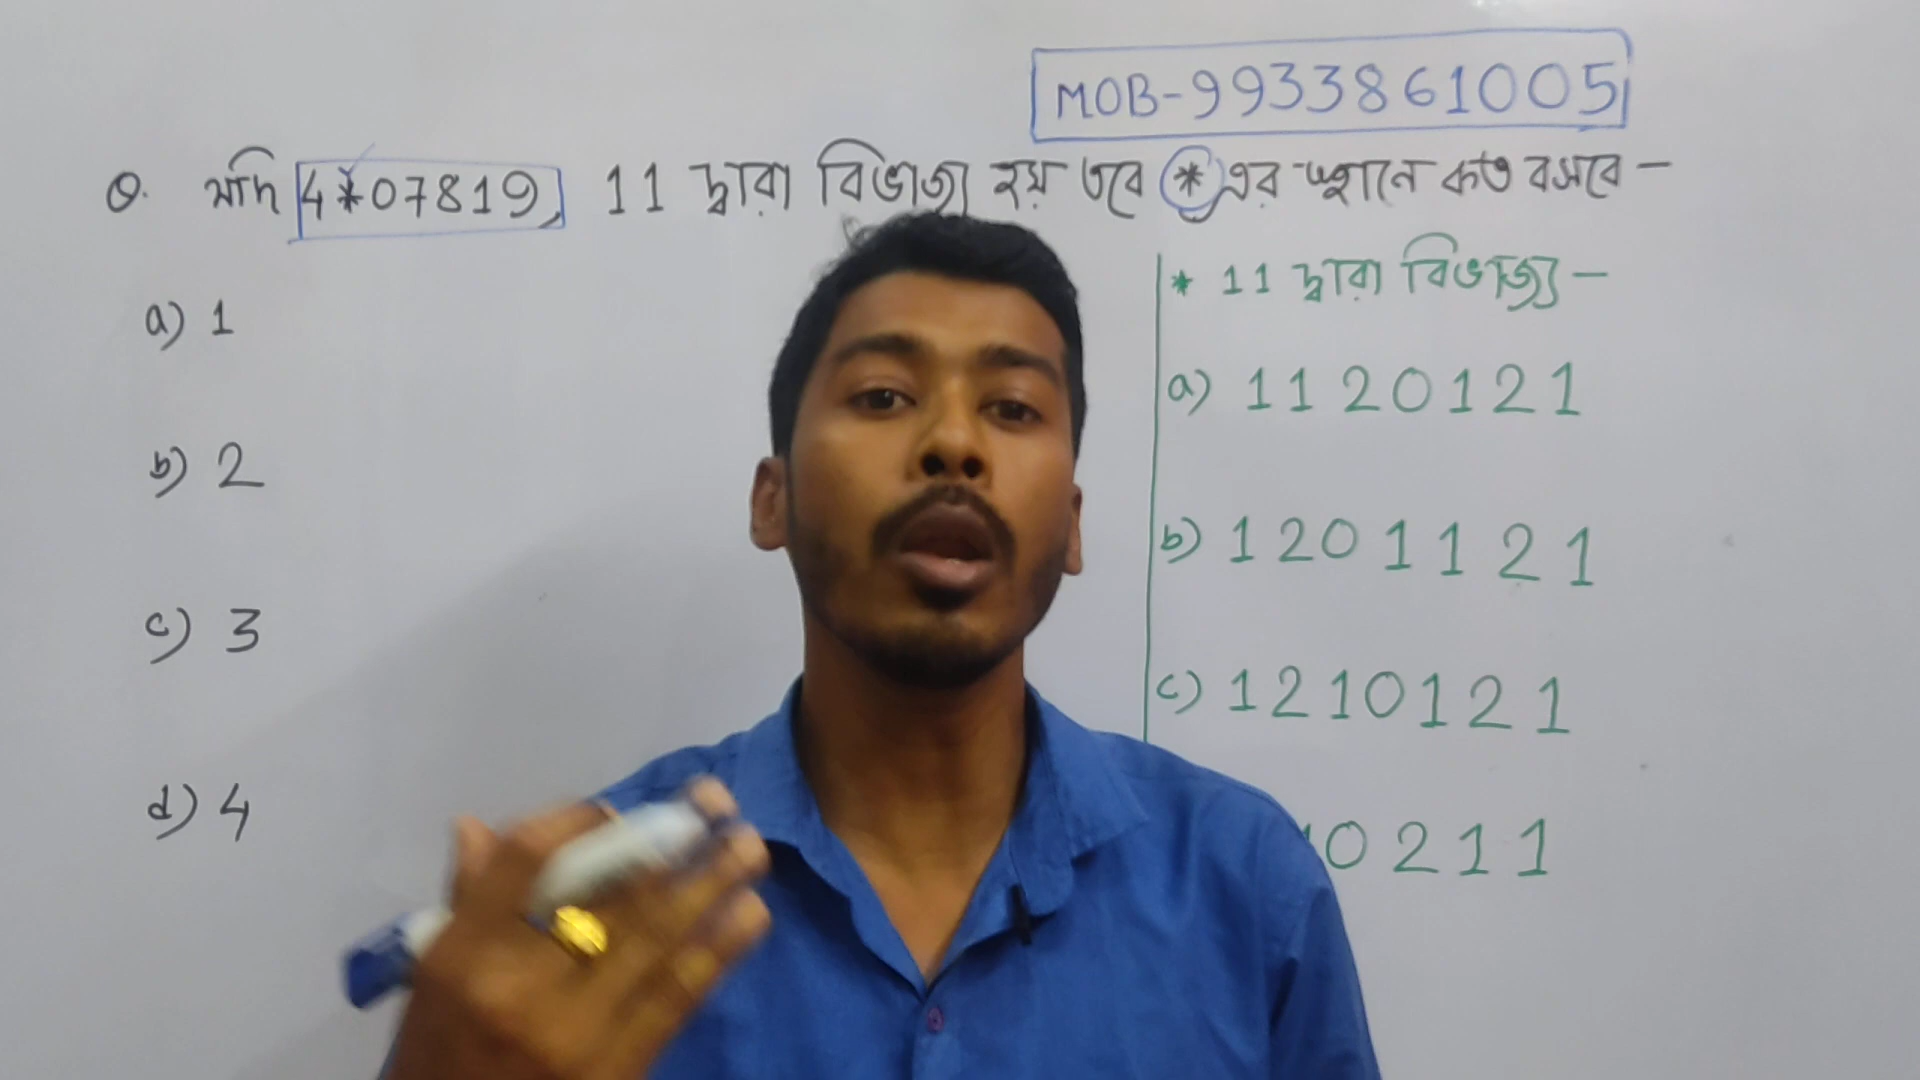 MOB-9933861005
Q. যদি 4*07819, 11 দ্বারা বিভাজ্য হয় তবে * এর স্থানে কত বসবে -
a) 1
b) 2
c) 3
d) 4
* 11 দ্বারা বিভাজ্য -
a) 1120121
b) 1201121
c) 1210121
0211